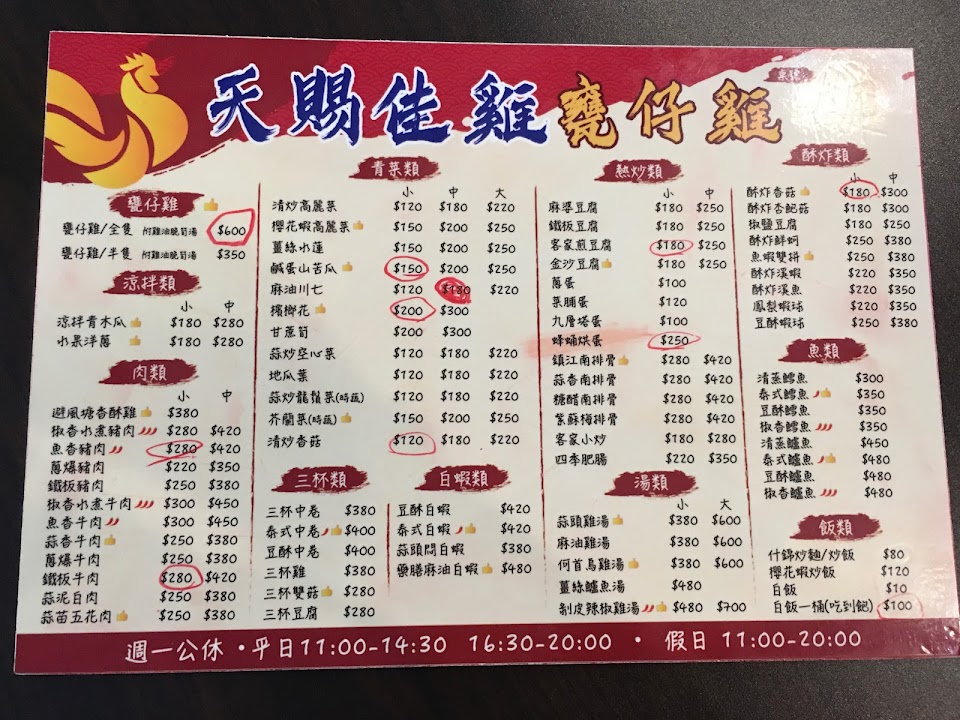 天賜佳雞甕仔雞
甕仔雞
甕仔雞/全隻 附雞油脆筍湯 $600
甕仔雞/半隻 附雞油脆筍湯 $350
涼拌類
小 中
涼拌青木瓜 $180 $280
水果洋蔥 $180 $280
肉類
小 中
避風塘香酥雞 $380
椒香水煮豬肉 $280 $420
魚香豬肉 $280 $420
蔥爆豬肉 $220 $350
鐵板豬肉 $250 $380
椒香水煮牛肉 $300 $450
魚香牛肉 $300 $450
蒜香牛肉 $250 $380
蔥爆牛肉 $250 $380
鐵板牛肉 $280 $420
蒜泥白肉 $250 $380
蒜苗五花肉 $250 $380
青菜類
小 中 大
清炒高麗菜 $120 $180 $220
櫻花蝦高麗菜 $150 $200 $250
薑絲水蓮 $150 $200 $250
鹹蛋山苦瓜 $150 $200 $250
麻油川七 $120 $180 $220
檳榔花 $200 $300
甘蔗筍 $200 $300
蒜炒空心菜 $120 $180 $220
地瓜葉 $120 $180 $220
蒜炒龍鬚菜(時蔬) $120 $180 $220
芥蘭菜(時蔬) $150 $200 $250
清炒香菇 $120 $180 $220
三杯類
三杯中卷 $380
泰式中卷 $400
豆酥中卷 $400
三杯雞 $380
三杯雙菇 $280
三杯豆腐 $280
白蝦類
豆酥白蝦 $420
泰式白蝦 $420
蒜頭悶白蝦 $380
藥膳麻油白蝦 $480
熱炒類
小 中
麻婆豆腐 $180 $250
鐵板豆腐 $180 $250
客家煎豆腐 $180 $250
金沙豆腐 $180 $250
蔥蛋 $100
菜脯蛋 $120
九層塔蛋 $100
蜂蛹烘蛋 $250
鎮江南排骨 $280 $420
蒜香南排骨 $280 $420
糖醋南排骨 $280 $420
紫蘇梅排骨 $280 $420
客家小炒 $180 $280
四季肥腸 $220 $350
湯類
小 大
蒜頭雞湯 $380 $600
麻油雞湯 $380 $600
何首烏雞湯 $380 $600
薑絲鱸魚湯 $480
剝皮辣椒雞湯 $480 $700
酥炸類
小 中
酥炸香菇 $180 $300
酥炸杏鮑菇 $180 $300
椒鹽豆腐 $180 $250
酥炸鮮蚵 $250 $380
魚蝦雙拼 $250 $380
酥炸溪蝦 $220 $350
酥炸溪魚 $220 $350
鳳梨蝦球 $220 $350
豆酥蝦球 $250 $380
魚類
清蒸鱈魚 $300
泰式鱈魚 $350
豆酥鱈魚 $350
椒香鱈魚 $350
清蒸鱸魚 $450
泰式鱸魚 $480
豆酥鱸魚 $480
椒香鱸魚 $480
飯類
什錦炒麵/炒飯 $80
櫻花蝦炒飯 $120
白飯 $10
白飯一桶(吃到飽) $100
週一公休 • 平日11:00-14:30 16:30-20:00 • 假日 11:00-20:00